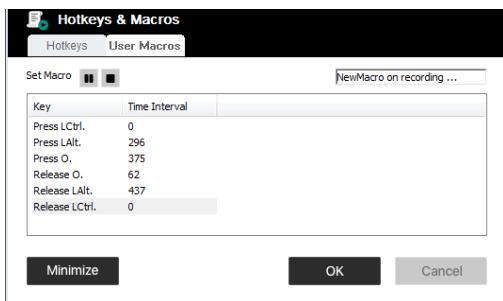 Hotkeys & Macros
Hotkeys User Macros
Set Macro NewMacro on recording ...
Key Time Interval
Press LCtrl. 0
Press LAlt. 296
Press O. 375
Release O. 62
Release LAlt. 437
Release LCtrl. 0
Minimize OK Cancel